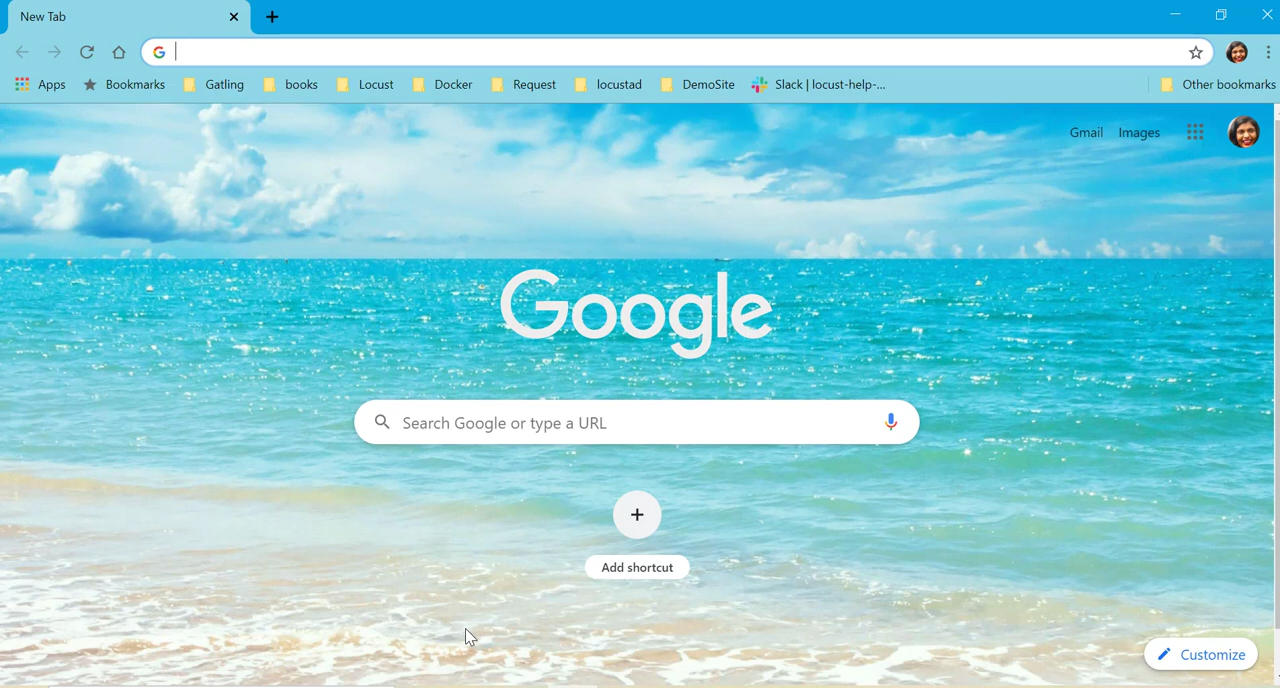 New Tab
Apps Bookmarks Gatling books Locust Docker Request locustad DemoSite Slack | locust-help-... Other bookmarks
Gmail Images
Google
Search Google or type a URL
Add shortcut
Customize